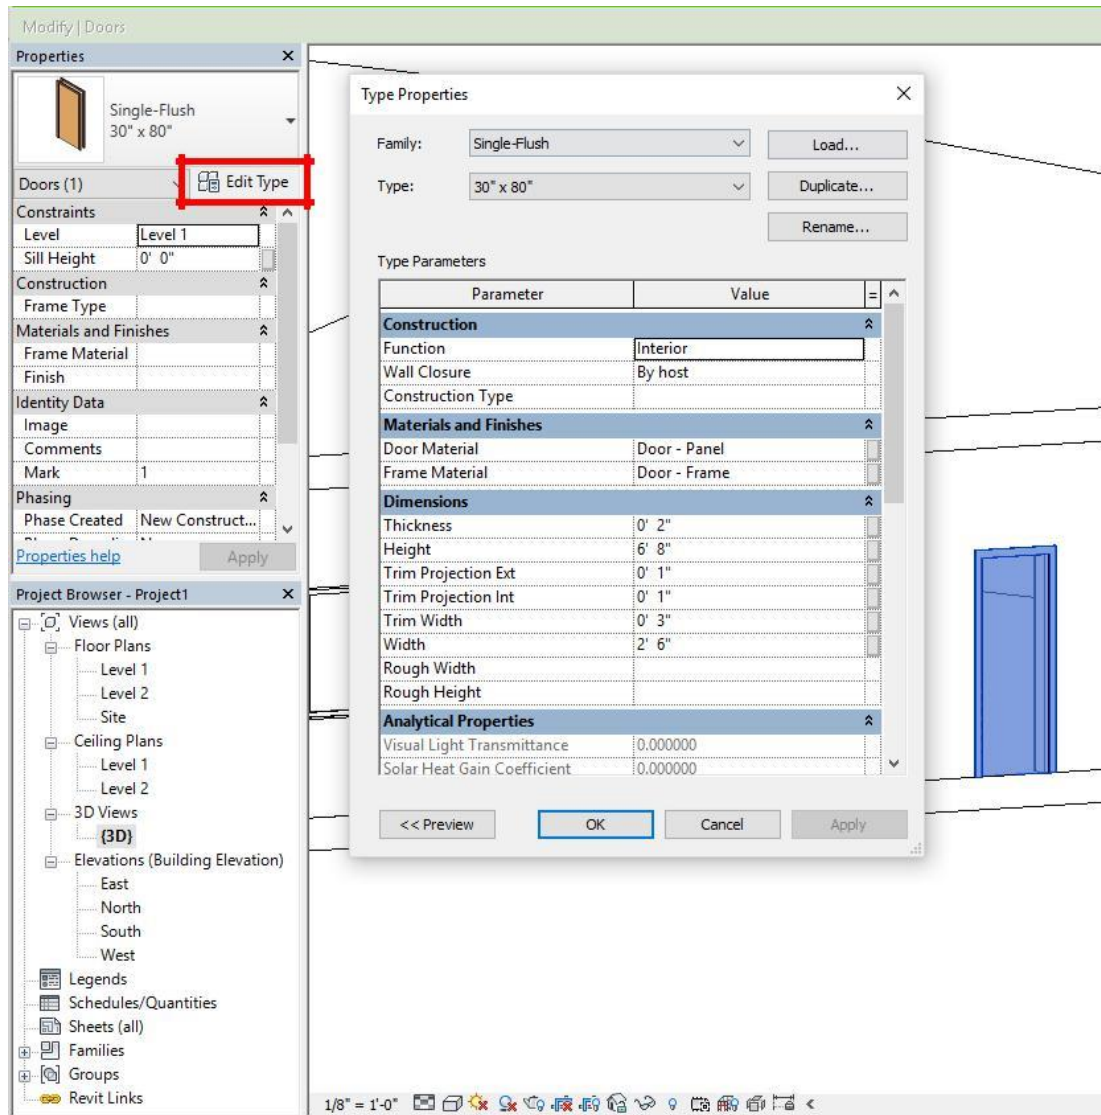 Modify | Doors
Properties
Single-Flush
30" x 80"
Doors (1)
Edit Type
Constraints
Level Level 1
Sill Height 0' 0"
Construction
Frame Type
Materials and Finishes
Frame Material
Finish
Identity Data
Image
Comments
Mark 1
Phasing
Phase Created New Construct...
Properties help Apply
Project Browser - Project1
Views (all)
Floor Plans
Level 1
Level 2
Site
Ceiling Plans
Level 1
Level 2
3D Views
{3D}
Elevations (Building Elevation)
East
North
South
West
Legends
Schedules/Quantities
Sheets (all)
Families
Groups
Revit Links
Type Properties
Family: Single-Flush Load...
Type: 30" x 80" Duplicate...
Rename...
Type Parameters
Parameter Value =
Construction
Function Interior
Wall Closure By host
Construction Type
Materials and Finishes
Door Material Door - Panel
Frame Material Door - Frame
Dimensions
Thickness 0' 2"
Height 6' 8"
Trim Projection Ext 0' 1"
Trim Projection Int 0' 1"
Trim Width 0' 3"
Width 2' 6"
Rough Width
Rough Height
Analytical Properties
Visual Light Transmittance 0.000000
Solar Heat Gain Coefficient 0.000000
<< Preview OK Cancel Apply
1/8" = 1'-0"